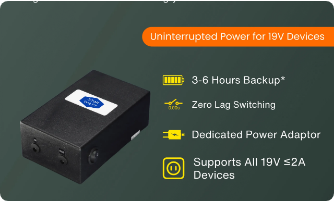 Uninterrupted Power for 19V Devices
3-6 Hours Backup*
Zero Lag Switching
Dedicated Power Adaptor
Supports All 19V ≤2A
Devices